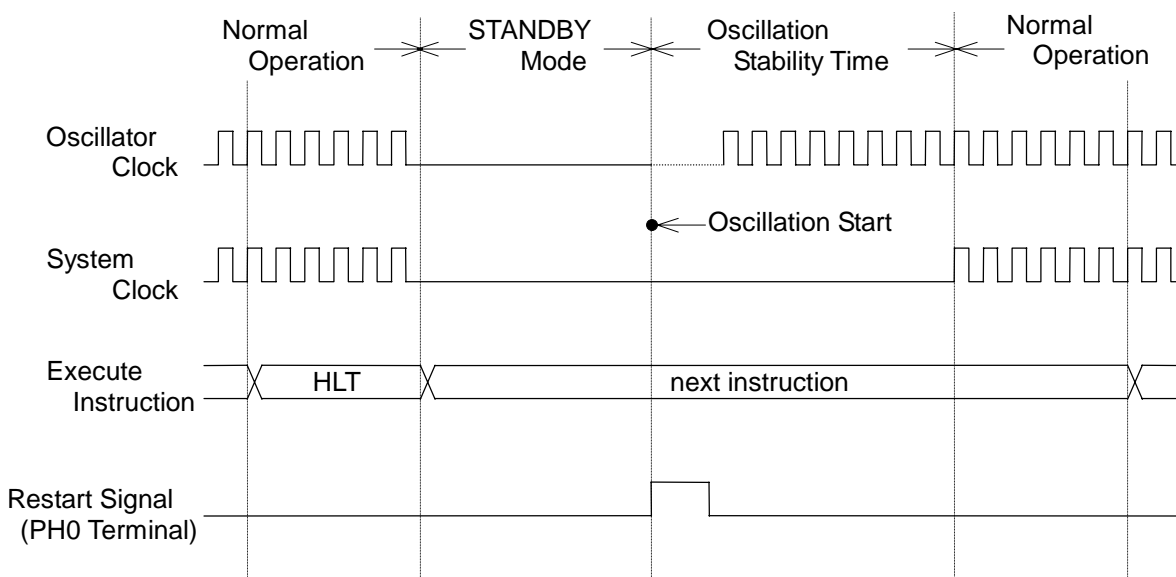 Normal
Operation
STANDBY
Mode
Oscillation
Stability Time
Normal
Operation
Oscillator
Clock
Oscillation Start
System
Clock
Execute
Instruction
HLT
next instruction
Restart Signal
(PH0 Terminal)